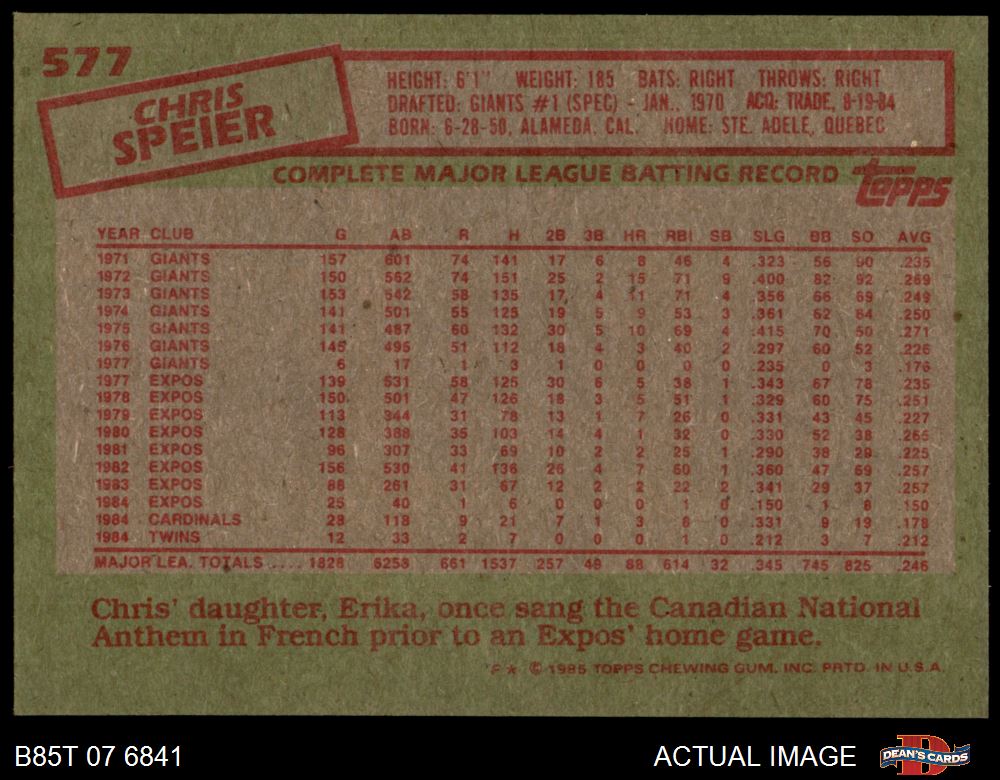 577
CHRIS
SPEIER
HEIGHT: 6'1" WEIGHT: 185 BATS: RIGHT THROWS: RIGHT
DRAFTED: GIANTS #1 (SPEC) - JAN., 1970 ACQ: TRADE, 8-19-84
BORN: 6-28-50, ALAMEDA, CAL. HOME: STE. ADELE, QUEBEC
COMPLETE MAJOR LEAGUE BATTING RECORD topps
YEAR CLUB G AB R H 2B 3B HR RBI SB SLG BB SO AVG
1971 GIANTS 157 601 74 141 17 6 8 46 4 .323 56 90 .235
1972 GIANTS 150 562 74 151 25 2 15 71 9 .400 82 92 .269
1973 GIANTS 153 542 58 135 17 4 11 71 4 .356 66 69 .249
1974 GIANTS 141 501 55 125 19 5 9 53 3 .361 62 64 .250
1975 GIANTS 141 487 60 132 30 5 10 69 4 .415 70 50 .271
1976 GIANTS 145 495 51 112 18 4 3 40 2 .297 60 52 .226
1977 GIANTS 6 17 1 3 1 0 0 0 0 .235 0 3 .176
1977 EXPOS 139 531 58 125 30 6 5 38 1 .343 67 78 .235
1978 EXPOS 150 501 47 126 18 3 5 51 1 .329 60 75 .251
1979 EXPOS 113 344 31 78 13 1 7 26 0 .331 43 45 .227
1980 EXPOS 128 388 35 103 14 4 1 32 0 .330 52 38 .265
1981 EXPOS 96 307 33 69 10 2 2 25 1 .290 38 29 .225
1982 EXPOS 156 530 41 136 26 4 7 60 1 .360 47 69 .257
1983 EXPOS 88 261 31 67 12 2 2 22 2 .341 29 37 .257
1984 EXPOS 25 40 1 6 0 0 0 1 0 .150 1 8 .150
1984 CARDINALS 28 118 9 21 7 1 3 8 0 .331 9 19 .178
1984 TWINS 12 33 2 7 0 0 0 1 0 .212 3 7 .212
MAJOR LEA. TOTALS .... 1828 6258 661 1537 257 49 88 614 32 .345 745 825 .246
Chris' daughter, Erika, once sang the Canadian National
Anthem in French prior to an Expos' home game.
F * © 1985 TOPPS CHEWING GUM, INC. PRTD. IN U.S.A.
B85T 07 6841 ACTUAL IMAGE DEAN'S CARDS